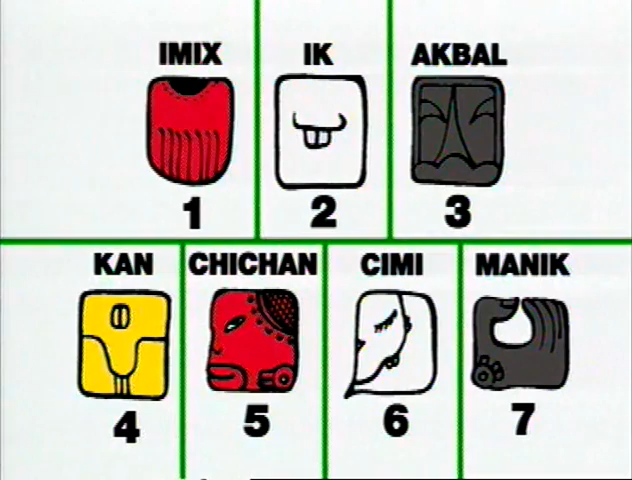 IMIX IK AKBAL
1 2 3
KAN CHICHAN CIMI MANIK
4 5 6 7